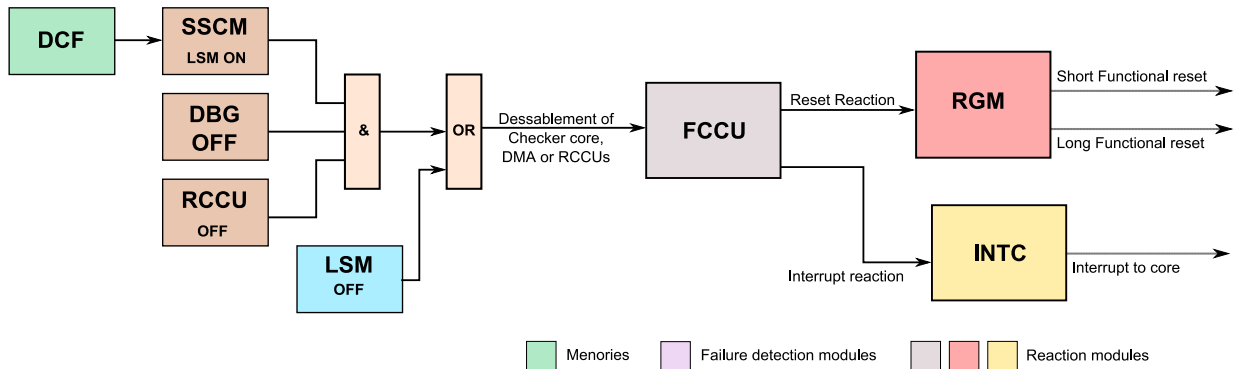 DCF
SSCM
LSM ON
DBG
OFF
RCCU
OFF
&
OR
LSM
OFF
Dessablement of
Checker core,
DMA or RCCUs
FCCU
Reset Reaction
RGM
Short Functional reset
Long Functional reset
Interrupt reaction
INTC
Interrupt to core
Menories
Failure detection modules
Reaction modules